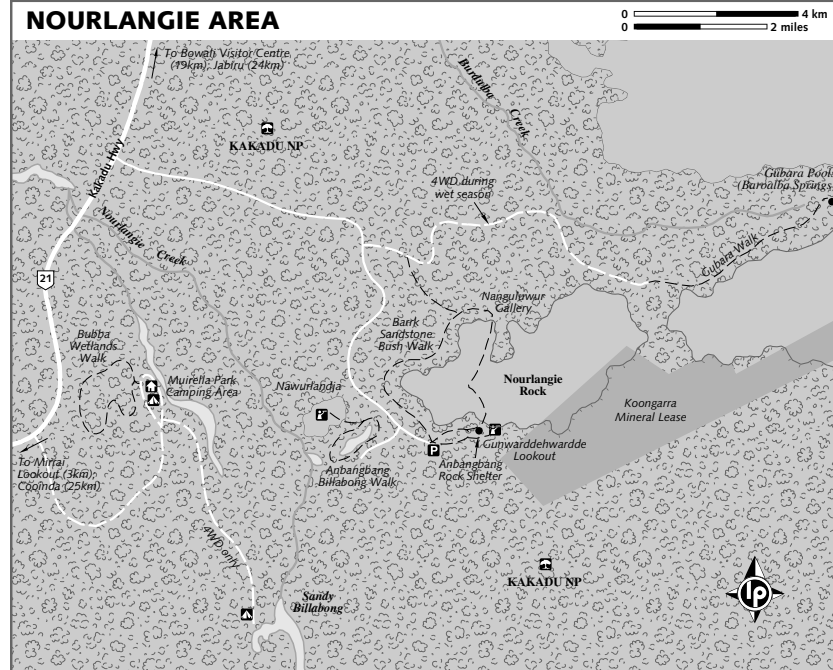 NOURLANGIE AREA
0 4 km
0 2 miles
To Bowali Visitor Centre
(19km); Jabiru (24km)
Burdulba
Creek
KAKADU NP
Kakadu Hwy
4WD during
wet season
Gubara Pools
(Baroalba Springs)
Nourlangie
Creek
Gubara Walk
21
Nanguluwur
Gallery
Barrk
Sandstone
Bush Walk
Bubba
Wetlands
Walk
Muirella Park
Camping Area
Nawurlandja
Nourlangie
Rock
Koongarra
Mineral Lease
P
Gunwarddehwardde
Lookout
To Mirrai
Lookout (3km);
Cooinda (25km)
Anbangbang
Billabong Walk
Anbangbang
Rock Shelter
4WD only
KAKADU NP
Sandy
Billabong
lp